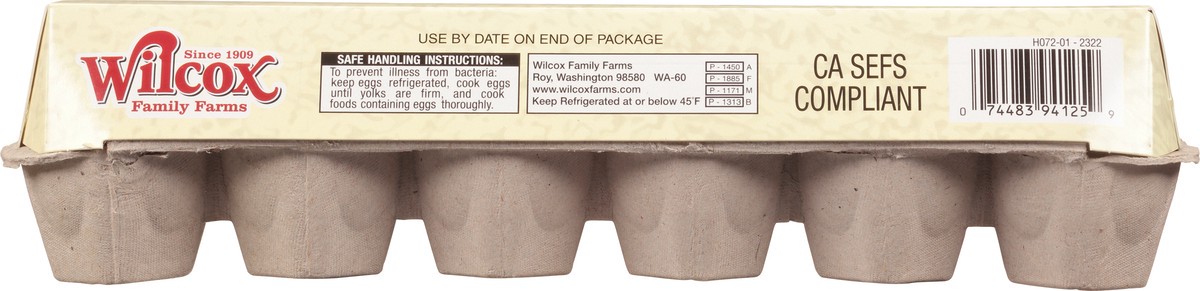 Since 1909
Wilcox
Family Farms
USE BY DATE ON END OF PACKAGE
SAFE HANDLING INSTRUCTIONS:
To prevent illness from bacteria:
keep eggs refrigerated, cook eggs
until yolks are firm, and cook
foods containing eggs thoroughly.
Wilcox Family Farms
Roy, Washington 98580 WA-60
www.wilcoxfarms.com
Keep Refrigerated at or below 45°F
P - 1450 A
P - 1885 F
P - 1171 M
P - 1313 B
CA SEFS
COMPLIANT
H072-01 - 2322
0 74483 94125 9